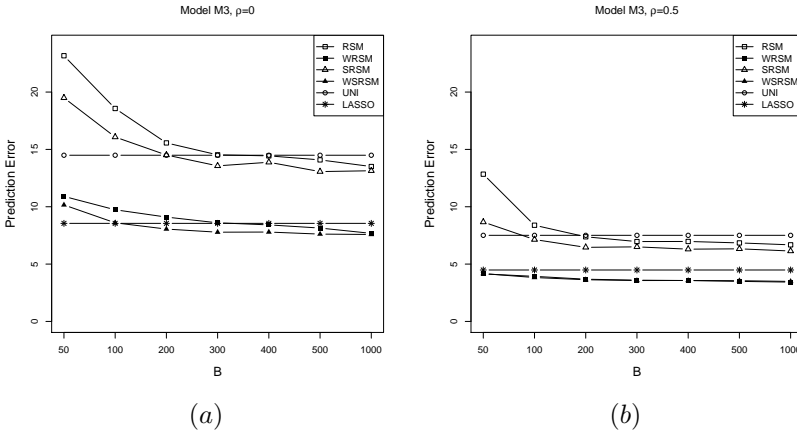 Model M3, ρ=0
RSM
WRSM
SRSM
WSRSM
UNI
LASSO
Prediction Error
0
5
10
15
20
50 100 200 300 400 500 1000
B
(a)
Model M3, ρ=0.5
RSM
WRSM
SRSM
WSRSM
UNI
LASSO
Prediction Error
0
5
10
15
20
50 100 200 300 400 500 1000
B
(b)